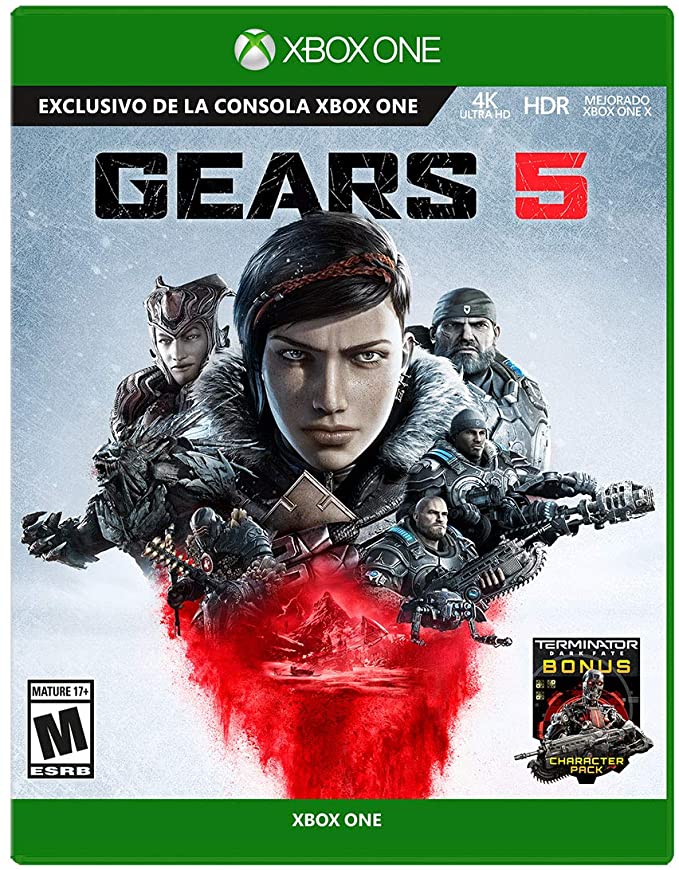 XBOX ONE
EXCLUSIVO DE LA CONSOLA XBOX ONE
4K
ULTRA HD
HDR
MEJORADO
XBOX ONE X
GEARS 5
TERMINATOR
DARK FATE
BONUS
CHARACTER
PACK
MATURE 17+
M
ESRB
XBOX ONE